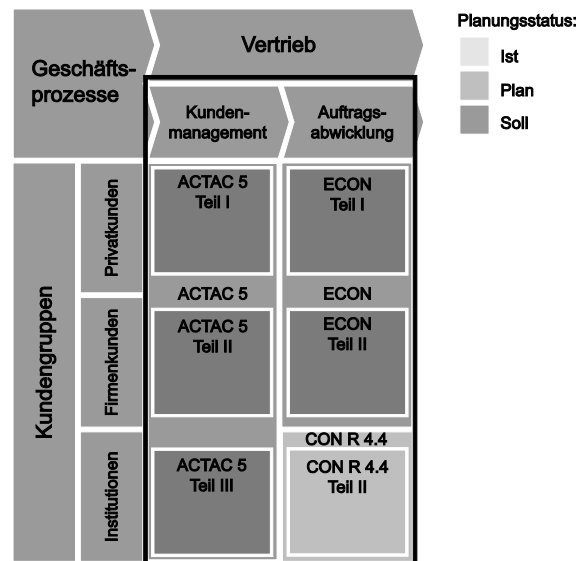 Planungsstatus:
Ist
Plan
Soll
Geschäfts-
prozesse
Vertrieb
Kunden-
management
Auftrags-
abwicklung
Kundengruppen
Privatkunden
ACTAC 5
Teil I
ECON
Teil I
ACTAC 5
ECON
Firmenkunden
ACTAC 5
Teil II
ECON
Teil II
CON R 4.4
Institutionen
ACTAC 5
Teil III
CON R 4.4
Teil II